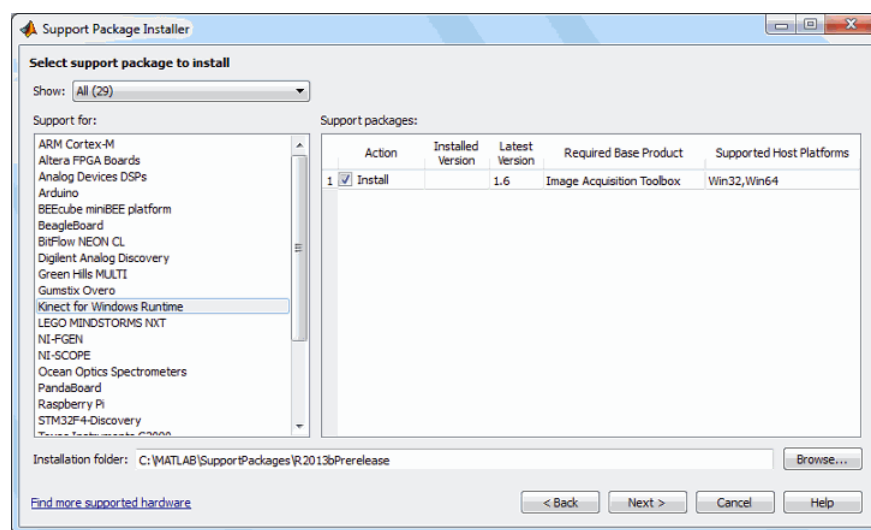 Support Package Installer
Select support package to install
Show: All (29)
Support for:
Support packages:
ARM Cortex-M
Altera FPGA Boards
Analog Devices DSPs
Arduino
BEEcube miniBEE platform
BeagleBoard
BitFlow NEON CL
Digilent Analog Discovery
Green Hills MULTI
Gumstix Overo
Kinect for Windows Runtime
LEGO MINDSTORMS NXT
NI-FGEN
NI-SCOPE
Ocean Optics Spectrometers
PandaBoard
Raspberry Pi
STM32F4-Discovery
Action Installed Version Latest Version Required Base Product Supported Host Platforms
1 Install 1.6 Image Acquisition Toolbox Win32,Win64
Installation folder: C:\MATLAB\SupportPackages\R2013bPrerelease Browse...
Find more supported hardware < Back Next > Cancel Help